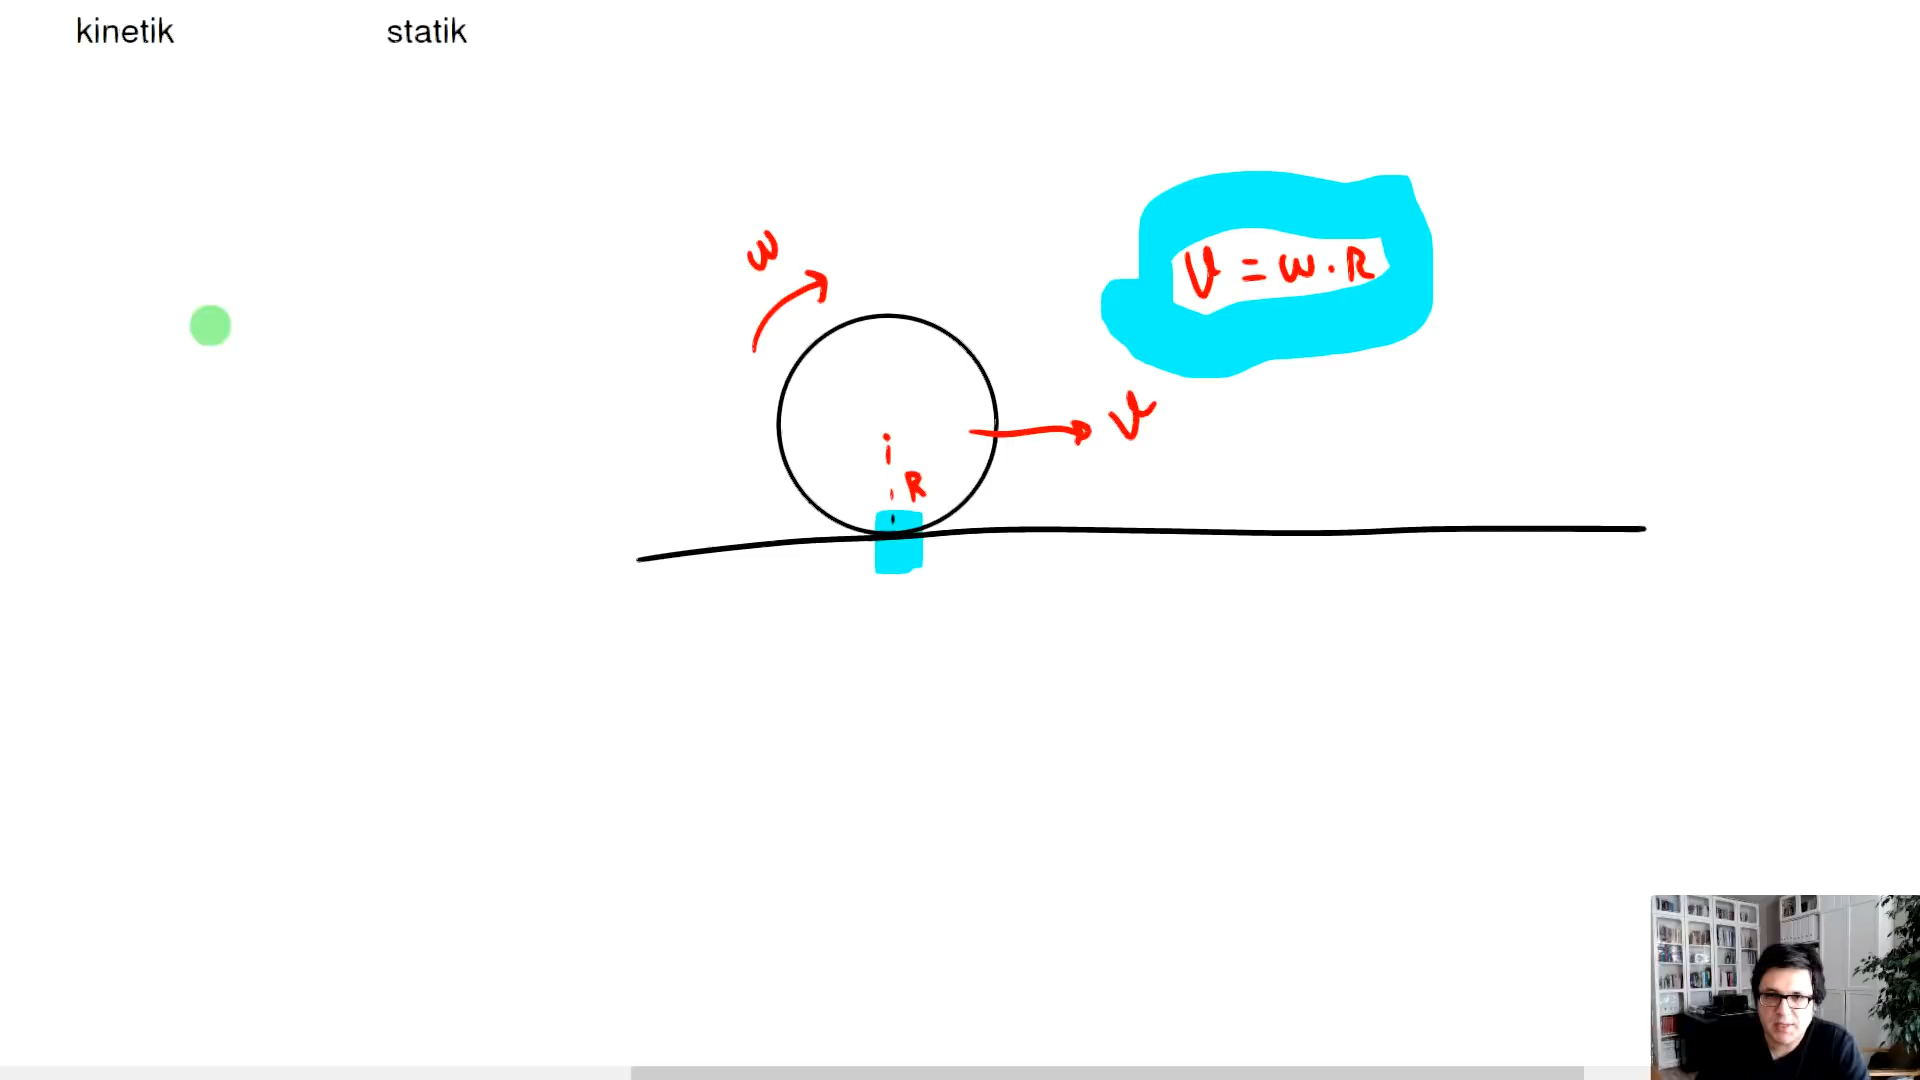 kinetik statik
ω
V = ω · R
V
R